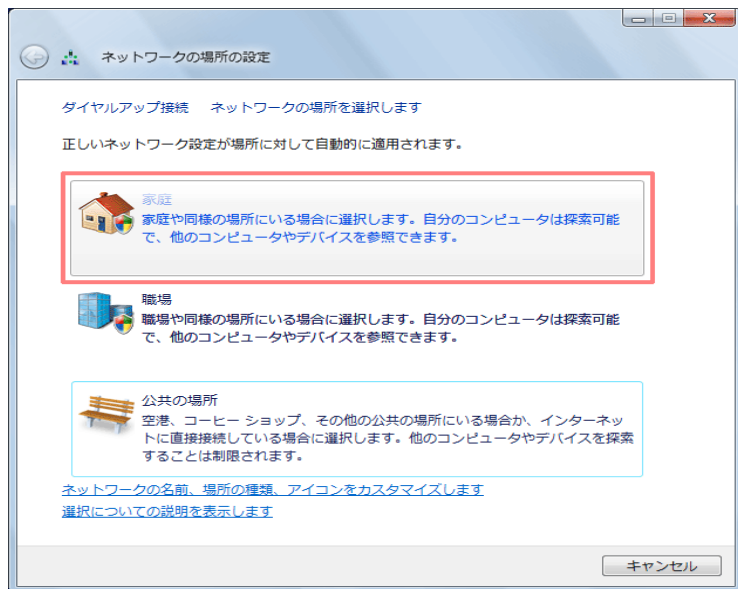 ネットワークの場所の設定
ダイヤルアップ接続 ネットワークの場所を選択します
正しいネットワーク設定が場所に対して自動的に適用されます。
家庭
家庭や同様の場所にいる場合に選択します。自分のコンピュータは探索可能
で、他のコンピュータやデバイスを参照できます。
職場
職場や同様の場所にいる場合に選択します。自分のコンピュータは探索可能
で、他のコンピュータやデバイスを参照できます。
公共の場所
空港、コーヒー ショップ、その他の公共の場所にいる場合か、インターネッ
トに直接接続している場合に選択します。他のコンピュータやデバイスを探索
することは制限されます。
ネットワークの名前、場所の種類、アイコンをカスタマイズします
選択についての説明を表示します
キャンセル